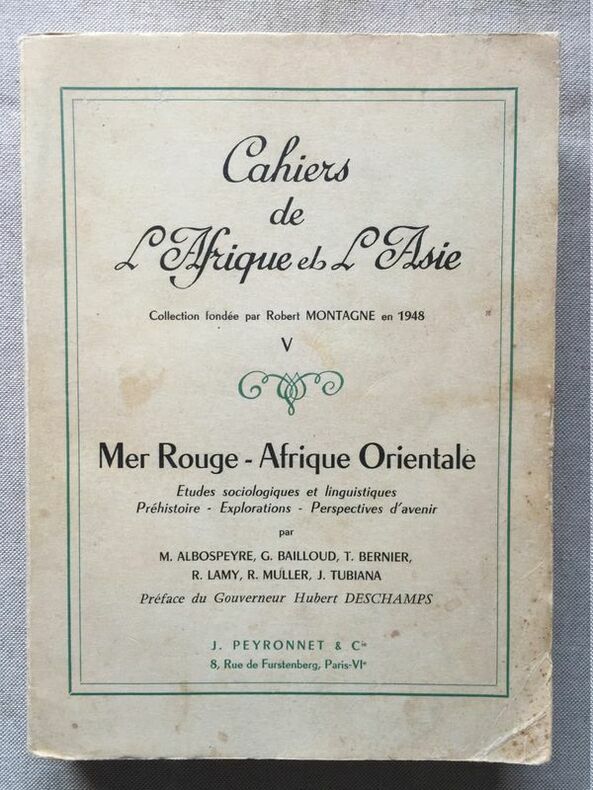 Cahiers
de
L'Afrique et L'Asie
Collection fondée par Robert MONTAGNE en 1948
V
Mer Rouge - Afrique Orientale
Etudes sociologiques et linguistiques
Préhistoire - Explorations - Perspectives d'avenir
par
M. ALBOSPEYRE, G. BAILLOUD, T. BERNIER,
R. LAMY, R. MULLER, J. TUBIANA
Préface du Gouverneur Hubert DESCHAMPS
J. PEYRONNET & Cie
8, Rue de Furstenberg, Paris-VIe